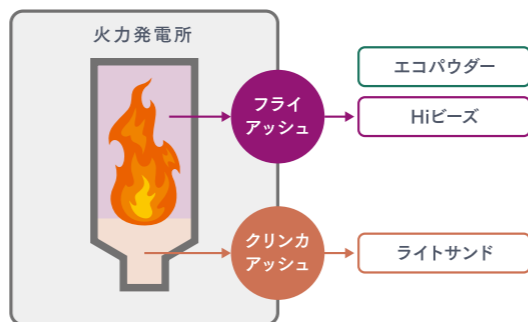 火力発電所
フライ
アッシュ
エコパウダー
Hiビーズ
クリンカ
アッシュ
ライトサンド